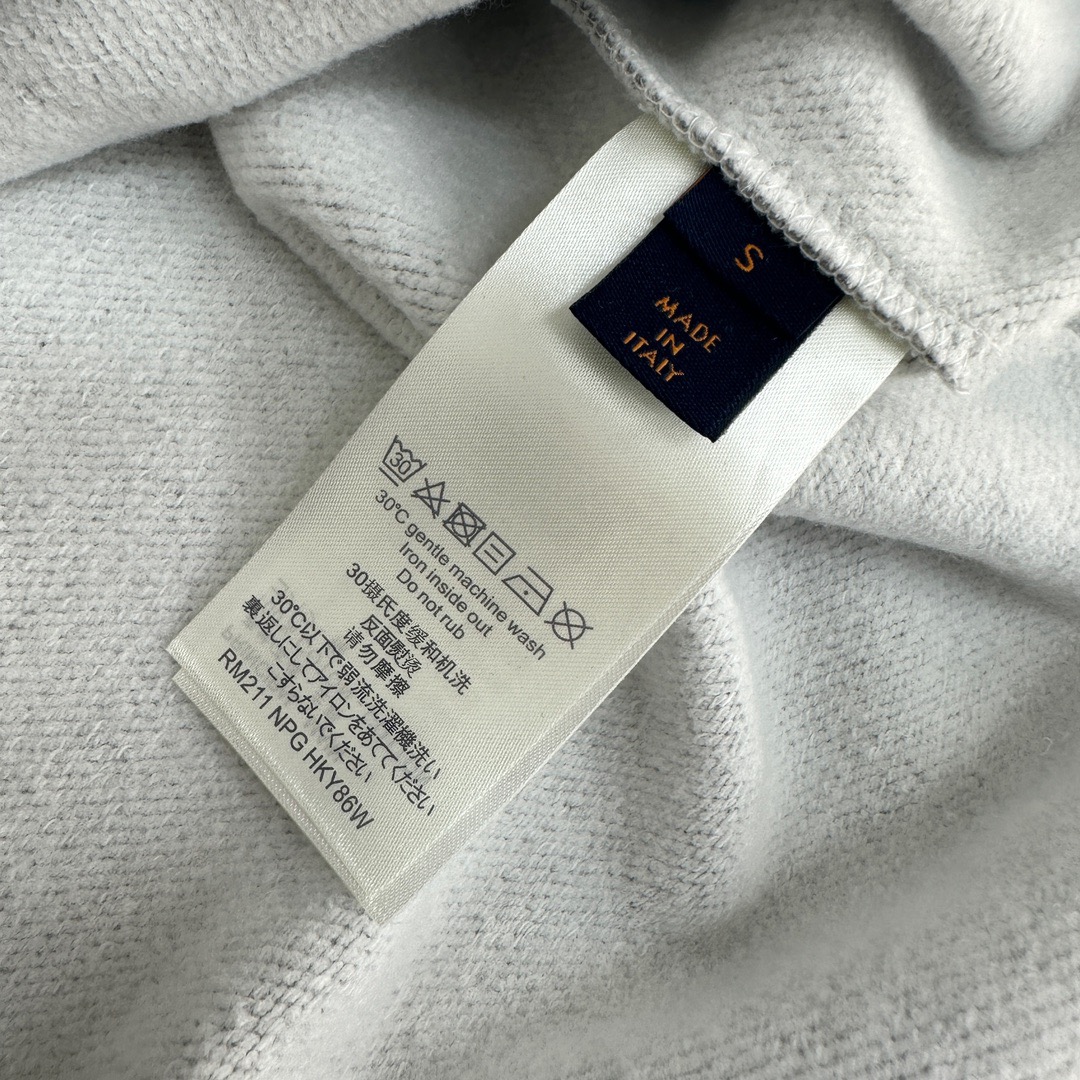 S
MADE
IN
ITALY
30
30°C gentle machine wash
Iron inside out
Do not rub
30摄氏度缓和机洗
反面熨烫
请勿摩擦
30℃以下で弱流洗濯機洗い
裏返しにしてアイロンをあててください
こすらないでください
RM211 NPG HKY86W